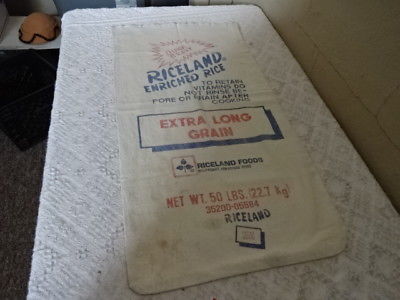 RICELAND
ENRICHED RICE
TO RETAIN
VITAMINS DO
NOT RINSE BE-
FORE OR DRAIN AFTER
COOKING
EXTRA LONG
GRAIN
RICELAND FOODS
NET WT. 50 LBS. (22.7 kg)
35200-05584
RICELAND